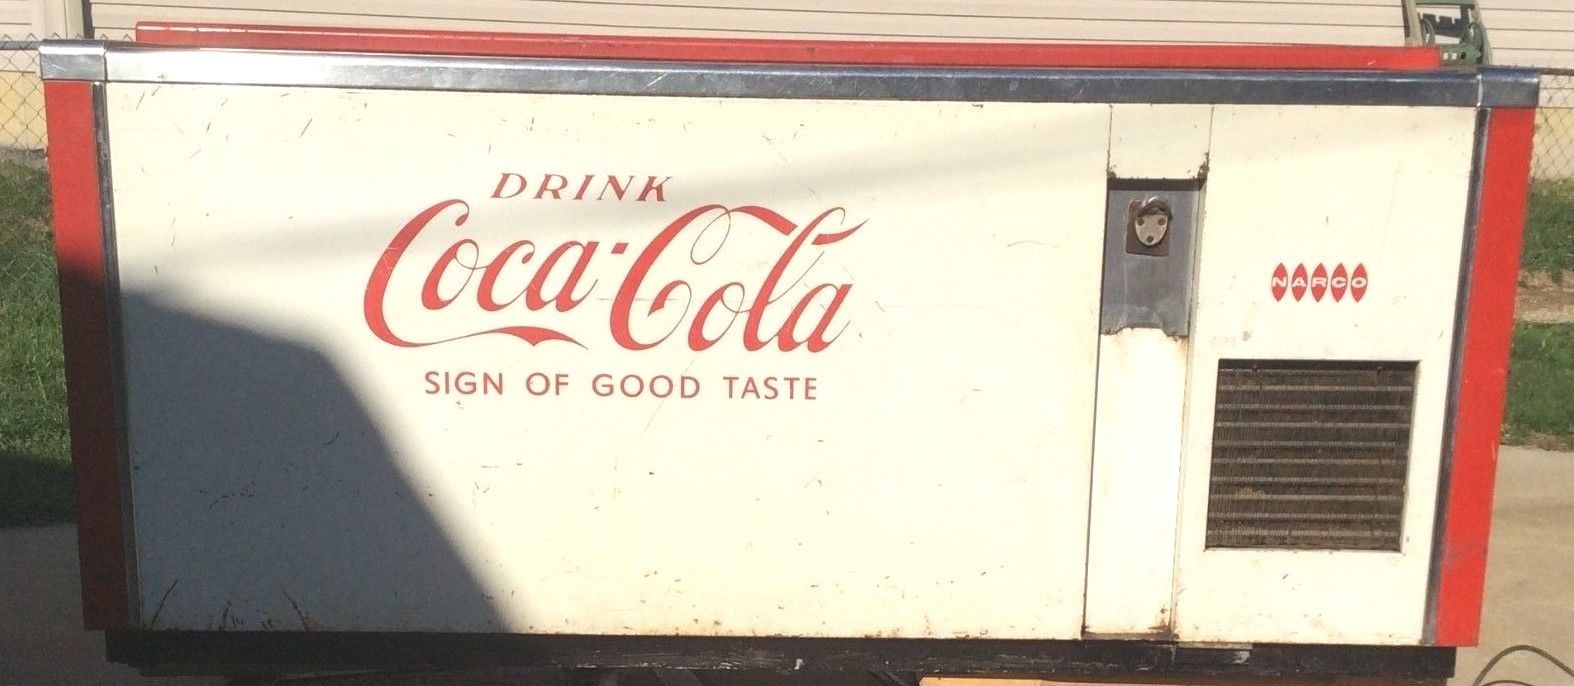 DRINK
Coca-Cola
SIGN OF GOOD TASTE
NARCO